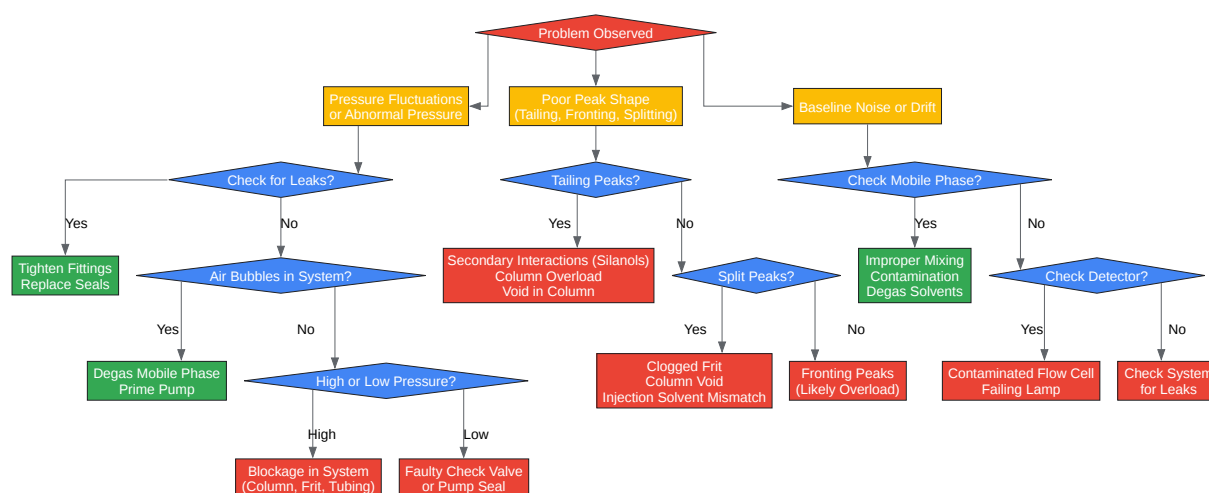 Problem Observed
Pressure Fluctuations
or Abnormal Pressure
Poor Peak Shape
(Tailing, Fronting, Splitting)
Baseline Noise or Drift
Check for Leaks?
Tailing Peaks?
Check Mobile Phase?
Yes
No
Yes
No
Yes
No
Tighten Fittings
Replace Seals
Air Bubbles in System?
Secondary Interactions (Silanols)
Column Overload
Void in Column
Split Peaks?
Improper Mixing
Contamination
Degas Solvents
Check Detector?
Yes
No
Yes
No
Yes
No
Degas Mobile Phase
Prime Pump
High or Low Pressure?
Clogged Frit
Column Void
Injection Solvent Mismatch
Fronting Peaks
(Likely Overload)
Contaminated Flow Cell
Failing Lamp
Check System
for Leaks
High
Low
Blockage in System
(Column, Frit, Tubing)
Faulty Check Valve
or Pump Seal